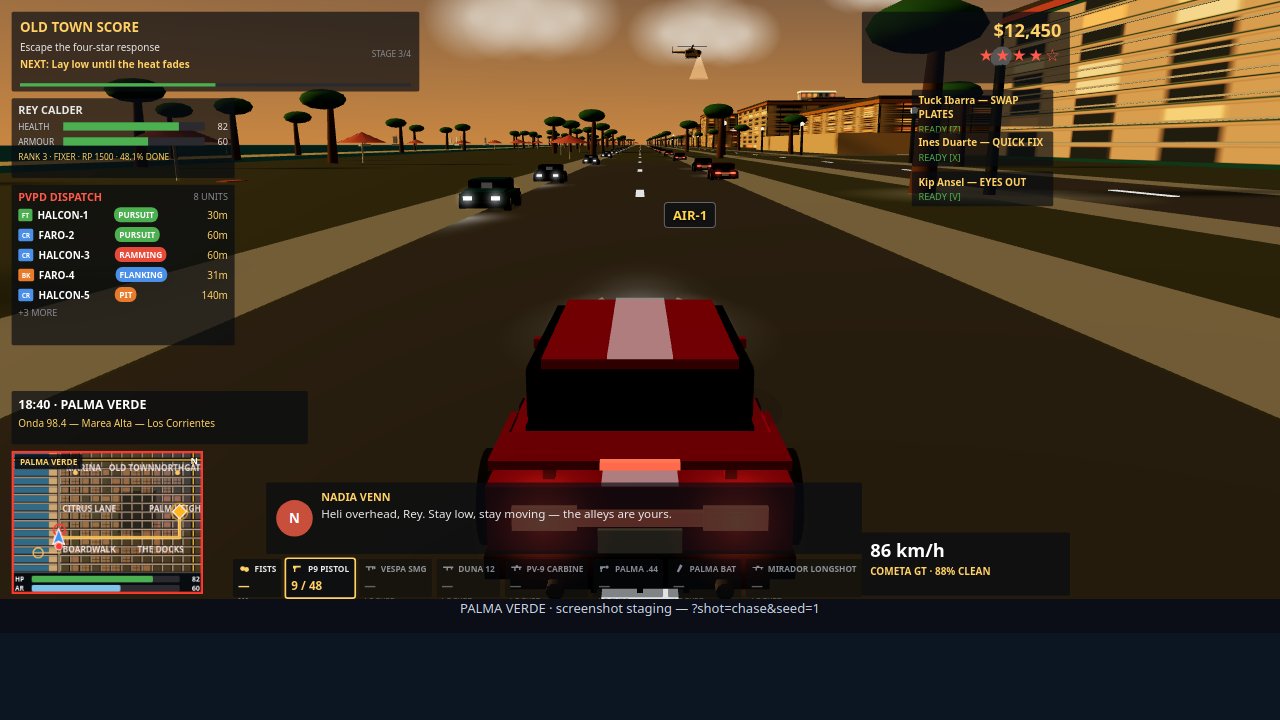 OLD TOWN SCORE
Escape the four-star response
STAGE 3/4
NEXT: Lay low until the heat fades
$12,450
REY CALDER
HEALTH 82
ARMOUR 60
RANK 3 · FIXER · RP 1500 · 48.1% DONE
Tuck Ibarra — SWAP
PLATES
READY [Z]
Ines Duarte — QUICK FIX
READY [X]
Kip Ansel — EYES OUT
READY [V]
PVPD DISPATCH 8 UNITS
FT HALCON-1 PURSUIT 30m
CR FARO-2 PURSUIT 60m
CR HALCON-3 RAMMING 60m
BK FARO-4 FLANKING 31m
CR HALCON-5 PIT 140m
+3 MORE
AIR-1
18:40 · PALMA VERDE
Onda 98.4 — Marea Alta — Los Corrientes
PALMA VERDE
N
OLD TOWN
CITRUS LANE
BOARDWALK THE DOCKS
HP 82
AR 60
N
NADIA VENN
Heli overhead, Rey. Stay low, stay moving — the alleys are yours.
FISTS
—
P9 PISTOL
9 / 48
VESPA SMG
—
DUNA 12
—
PV-9 CARBINE
—
PALMA .44
—
PALMA BAT
—
MIRADOR LONGSHOT
—
86 km/h
COMETA GT · 88% CLEAN
PALMA VERDE · screenshot staging — ?shot=chase&seed=1